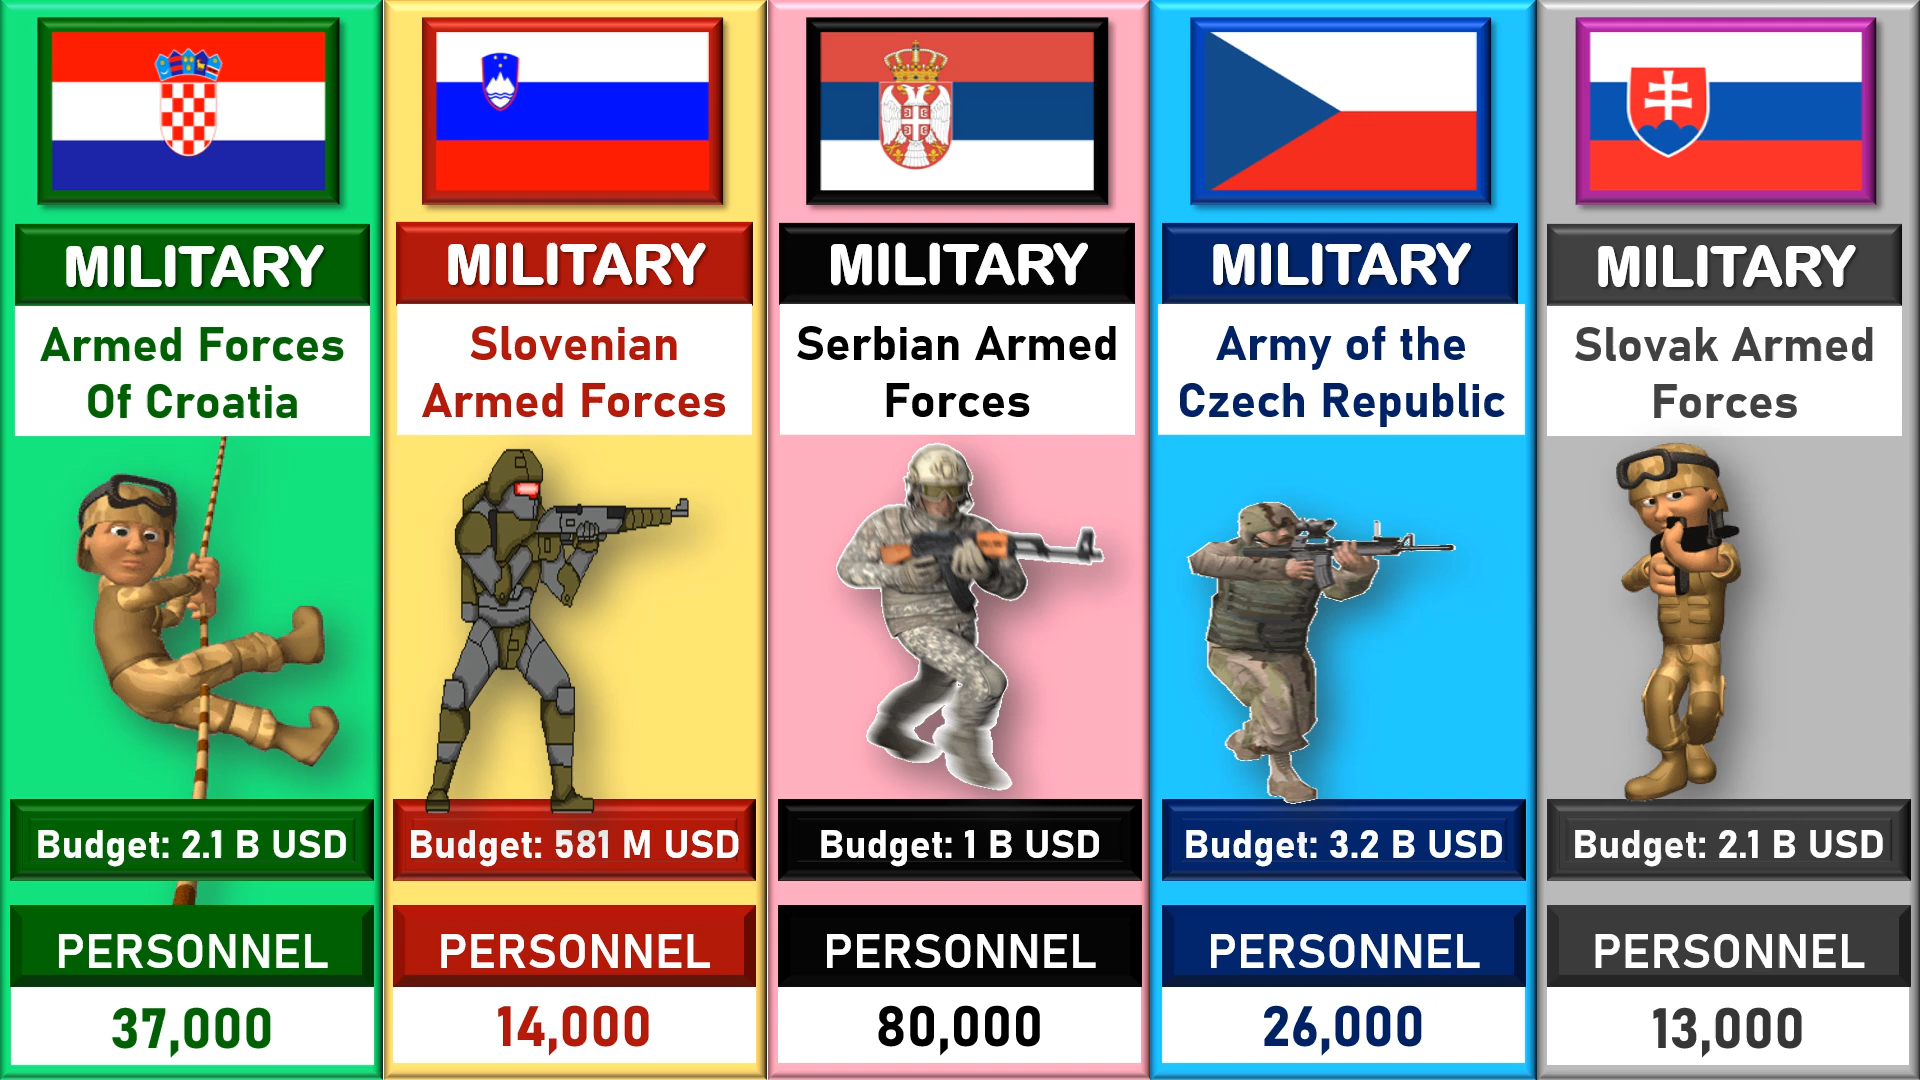 MILITARY
Armed Forces
Of Croatia
Budget: 2.1 B USD
PERSONNEL
37,000
MILITARY
Slovenian
Armed Forces
Budget: 581 M USD
PERSONNEL
14,000
MILITARY
Serbian Armed
Forces
Budget: 1 B USD
PERSONNEL
80,000
MILITARY
Army of the
Czech Republic
Budget: 3.2 B USD
PERSONNEL
26,000
MILITARY
Slovak Armed
Forces
Budget: 2.1 B USD
PERSONNEL
13,000